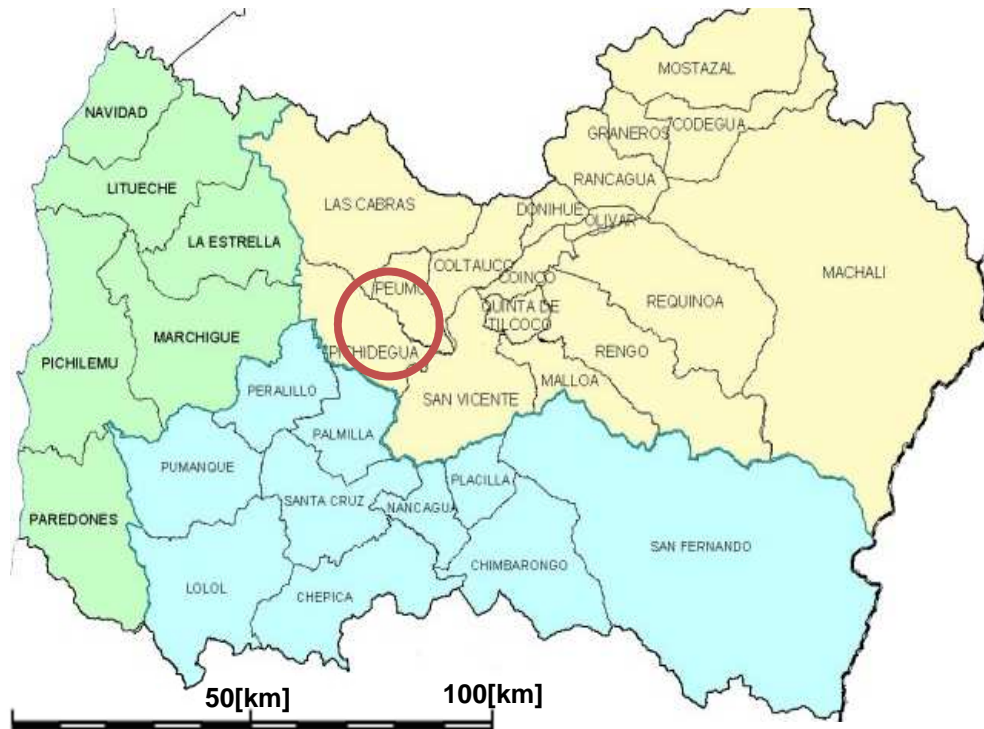 MOSTAZAL
NAVIDAD
CODEGUA
GRANEROS
RANCAGUA
LITUECHE
LAS CABRAS
DONIHUE
OLIVAR
LA ESTRELLA
COLTAUCO
COINCO
MACHALI
PEUMO
REQUINOA
QUINTA DE
TILCOCO
MARCHIGUE
PICHIDEGUA
RENGO
PICHILEMU
MALLOA
PERALILLO
SAN VICENTE
PALMILLA
PUMANQUE
PLACILLA
SANTA CRUZ
NANCAGUA
PAREDONES
SAN FERNANDO
CHIMBARONGO
LOLOL
CHEPICA
50[km]
100[km]